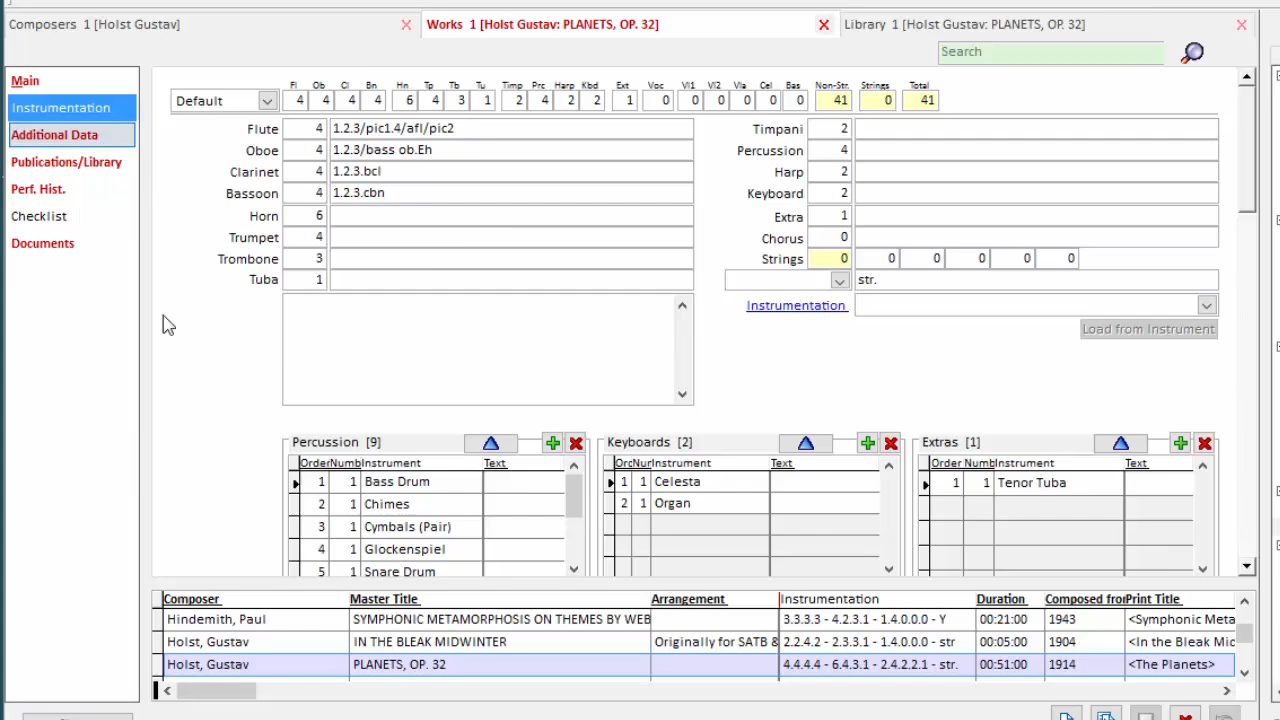 Composers 1 [Holst Gustav]
Works 1 [Holst Gustav: PLANETS, OP. 32]
Library 1 [Holst Gustav: PLANETS, OP. 32]
Search
Main
Instrumentation
Additional Data
Publications/Library
Perf. Hist.
Checklist
Documents
Fl Ob Cl Bn Hn Tp Tb Tu Timp Prc Harp Kbd Ext Voc Vl1 Vl2 Vla Cel Bas Non-Str. Strings Total
Default 4 4 4 4 6 4 3 1 2 4 2 2 1 0 0 0 0 0 0 41 0 41
Flute 4 1.2.3/pic1.4/afl/pic2
Oboe 4 1.2.3/bass ob.Eh
Clarinet 4 1.2.3.bcl
Bassoon 4 1.2.3.cbn
Horn 6
Trumpet 4
Trombone 3
Tuba 1
Timpani 2
Percussion 4
Harp 2
Keyboard 2
Extra 1
Chorus 0
Strings 0 0 0 0 0 0
str.
Instrumentation
Load from Instrument
Percussion [9]
Order Numb Instrument Text
1 1 Bass Drum
2 1 Chimes
3 1 Cymbals (Pair)
4 1 Glockenspiel
5 1 Snare Drum
Keyboards [2]
Orc Nur Instrument Text
1 1 Celesta
2 1 Organ
Extras [1]
Order Numb Instrument Text
1 1 Tenor Tuba
Composer Master Title Arrangement Instrumentation Duration Composed from Print Title
Hindemith, Paul SYMPHONIC METAMORPHOSIS ON THEMES BY WEB 3.3.3.3 - 4.2.3.1 - 1.4.0.0.0 - Y 00:21:00 1943 <Symphonic Meta
Holst, Gustav IN THE BLEAK MIDWINTER Originally for SATB & 2.2.4.2 - 2.2.3.0 - 1.4.0.0.0 - str 00:05:00 1904 <In the Bleak Mid
Holst, Gustav PLANETS, OP. 32 4.4.4.4 - 6.4.3.1 - 2.4.2.2.1 - str. 00:51:00 1914 <The Planets>